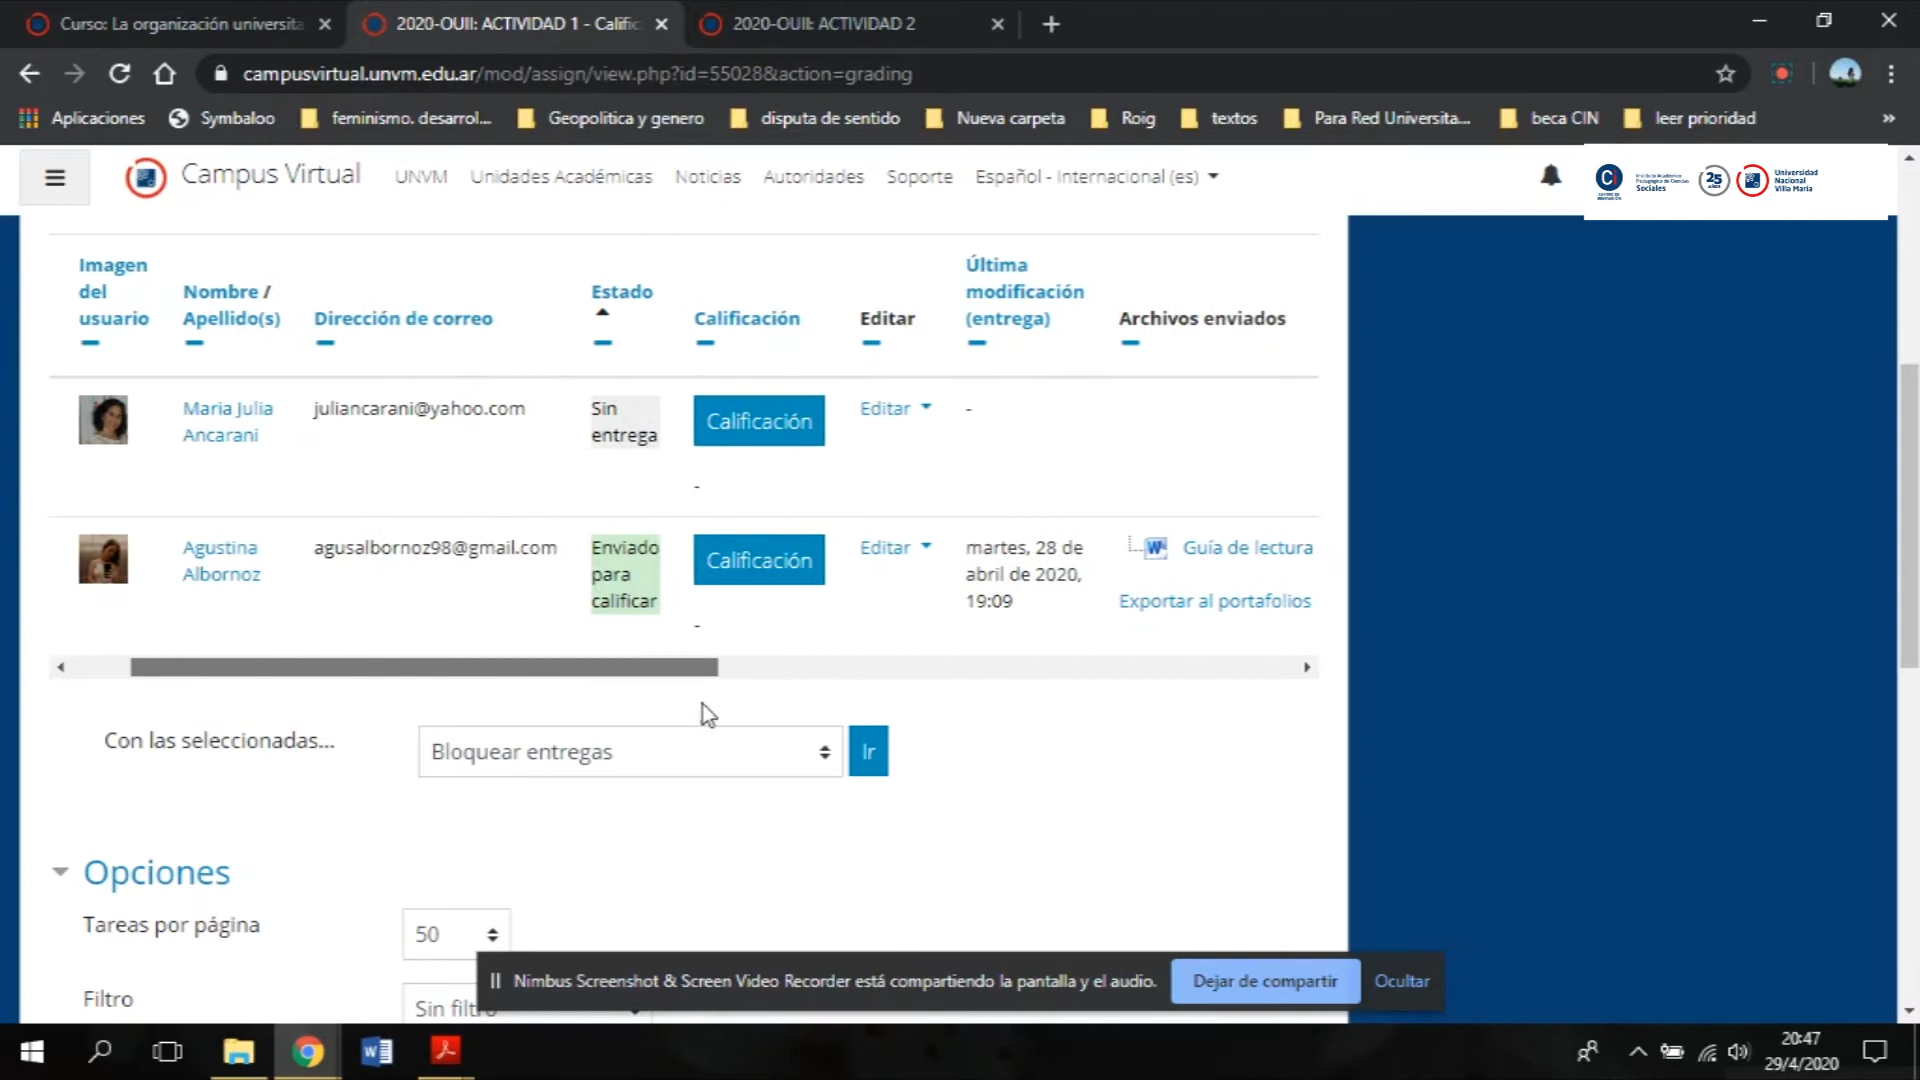 Curso: La organización universita
2020-OUII: ACTIVIDAD 1 - Calific
2020-OUII: ACTIVIDAD 2
campusvirtual.unvm.edu.ar/mod/assign/view.php?id=55028&action=grading
Aplicaciones
Symbaloo
feminismo. desarrol...
Geopolitica y genero
disputa de sentido
Nueva carpeta
Roig
textos
Para Red Universita...
beca CIN
leer prioridad
»
Campus Virtual
UNVM
Unidades Académicas
Noticias
Autoridades
Soporte
Español - Internacional (es)
Sociales
25
AÑOS
Universidad
Nacional
Villa María
Imagen
del
usuario
Nombre /
Apellido(s)
Dirección de correo
Estado
Calificación
Editar
Última
modificación
(entrega)
Archivos enviados
Maria Julia
Ancarani
juliancarani@yahoo.com
Sin
entrega
Calificación
-
Editar
-
Agustina
Albornoz
agusalbornoz98@gmail.com
Enviado
para
calificar
Calificación
-
Editar
martes, 28 de
abril de 2020,
19:09
Guía de lectura
Exportar al portafolios
Con las seleccionadas...
Bloquear entregas
Ir
Opciones
Tareas por página
50
Filtro
Sin filtro
Nimbus Screenshot & Screen Video Recorder está compartiendo la pantalla y el audio.
Dejar de compartir
Ocultar
20:47
29/4/2020